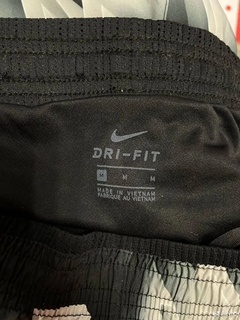 DRI-FIT
M M M
MADE IN VIETNAM
FABRIQUÉ AU VIETNAM